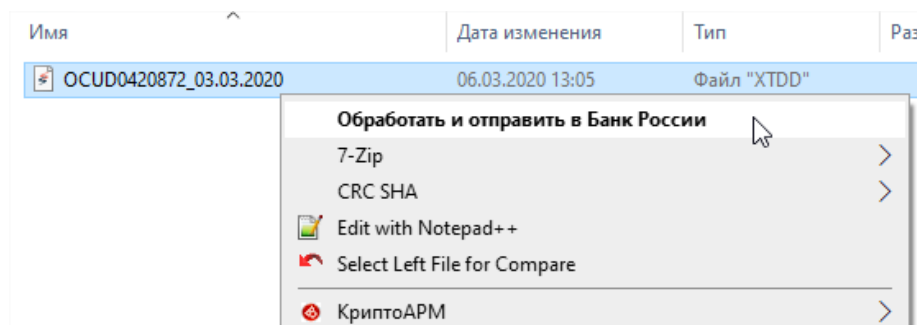 Имя Дата изменения Тип Раз
OCUD0420872_03.03.2020 06.03.2020 13:05 Файл "XTDD"
Обработать и отправить в Банк России
7-Zip
CRC SHA
Edit with Notepad++
Select Left File for Compare
КриптоАРМ